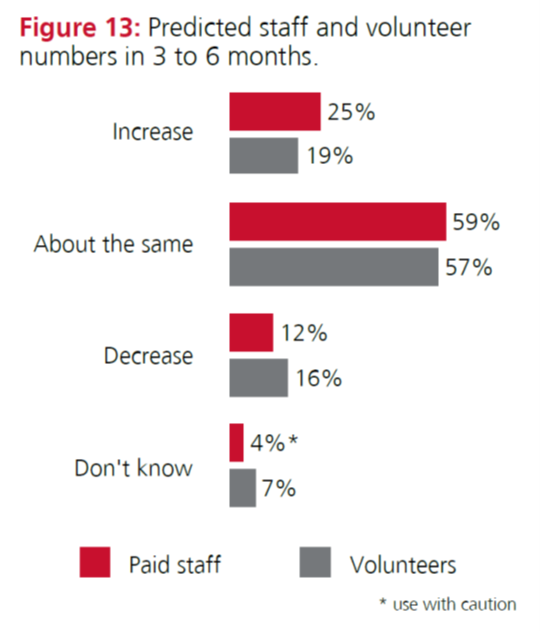 Figure 13: Predicted staff and volunteer
numbers in 3 to 6 months.
Increase
25%
19%
About the same
59%
57%
Decrease
12%
16%
Don't know
4%*
7%
Paid staff
Volunteers
* use with caution